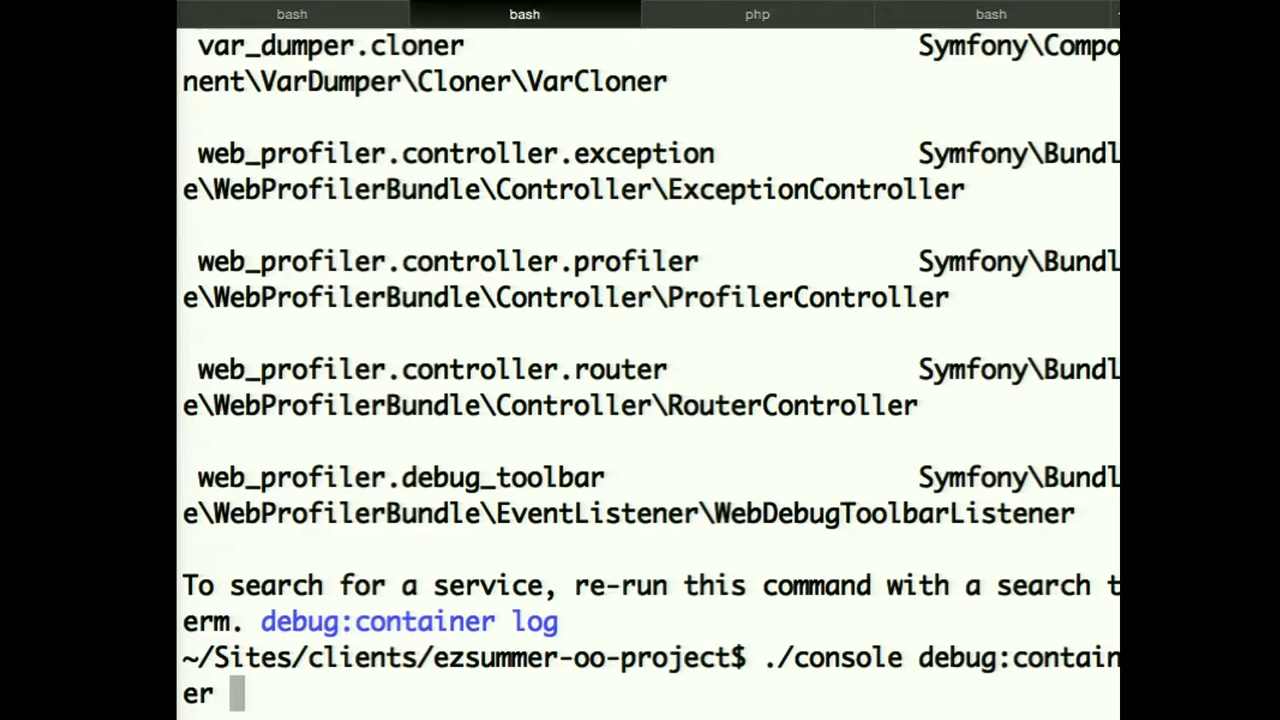 bash bash php bash
var_dumper.cloner Symfony\Compo
nent\VarDumper\Cloner\VarCloner
web_profiler.controller.exception Symfony\Bundl
e\WebProfilerBundle\Controller\ExceptionController
web_profiler.controller.profiler Symfony\Bundl
e\WebProfilerBundle\Controller\ProfilerController
web_profiler.controller.router Symfony\Bundl
e\WebProfilerBundle\Controller\RouterController
web_profiler.debug_toolbar Symfony\Bundl
e\WebProfilerBundle\EventListener\WebDebugToolbarListener
To search for a service, re-run this command with a search t
erm. debug:container log
~/Sites/clients/ezsummer-oo-project$ ./console debug:contain
er